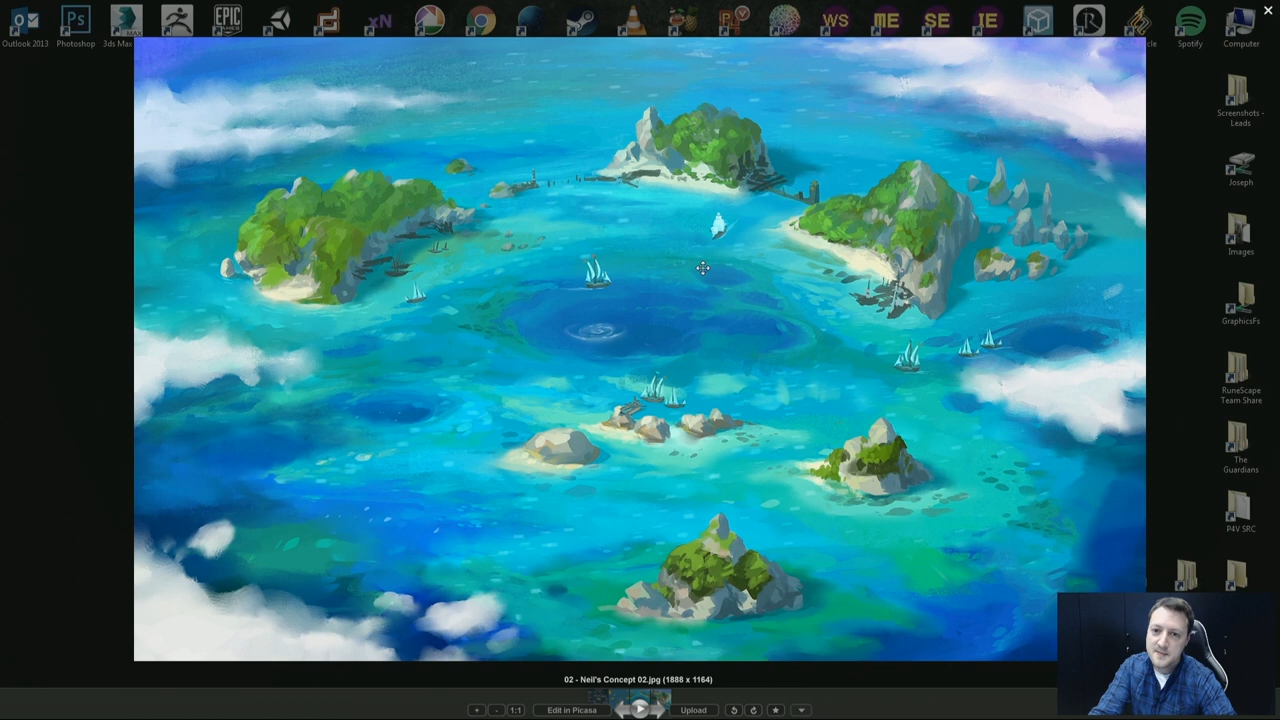 EPIC
GAMES
xN
WS
ME
SE
IE
Outlook 2013
Photoshop
3ds Max
cle
Spotify
Computer
Screenshots -
Leads
Joseph
Images
GraphicsFs
RuneScape
Team Share
The
Guardians
P4V SRC
02 - Neil's Concept 02.jpg (1888 x 1164)
1:1
Edit in Picasa
Upload